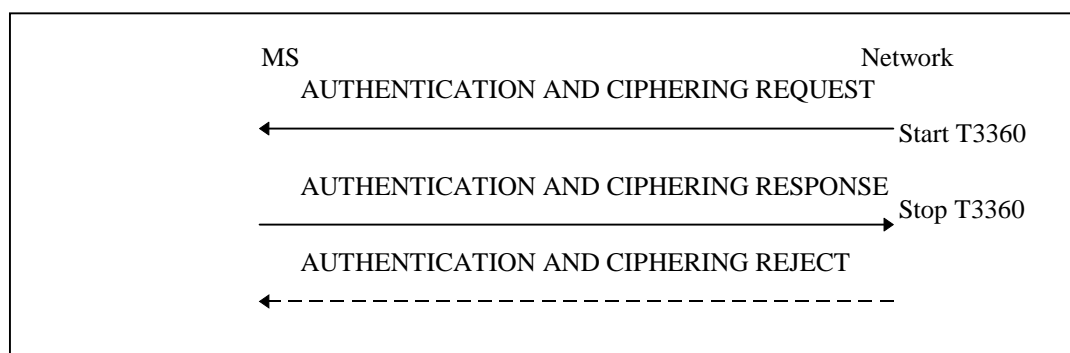 MS Network
AUTHENTICATION AND CIPHERING REQUEST
Start T3360
AUTHENTICATION AND CIPHERING RESPONSE
Stop T3360
AUTHENTICATION AND CIPHERING REJECT